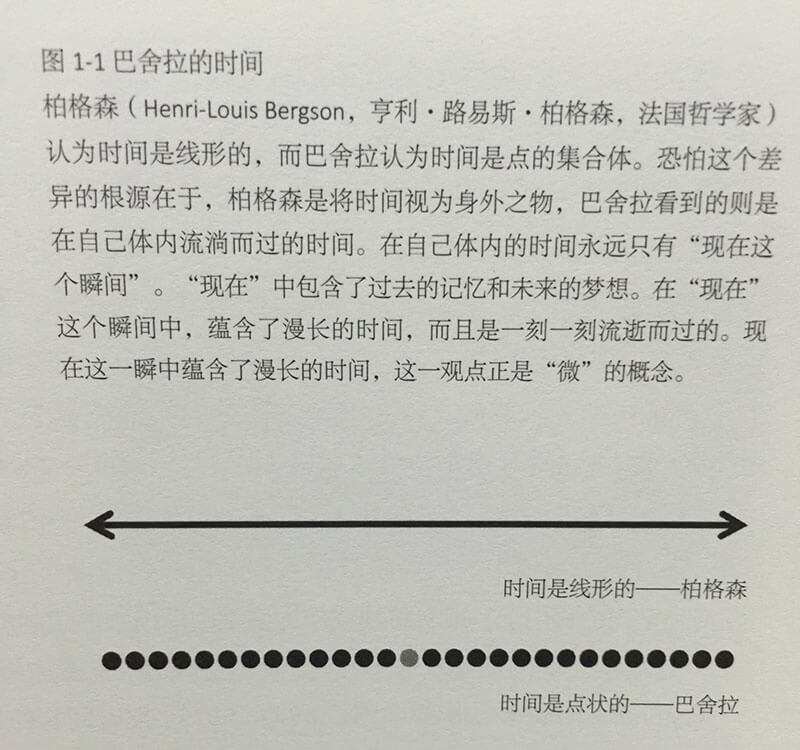 图 1-1 巴舍拉的时间
柏格森（Henri-Louis Bergson，亨利·路易斯·柏格森，法国哲学家）
认为时间是线形的，而巴舍拉认为时间是点的集合体。恐怕这个差
异的根源在于，柏格森是将时间视为身外之物，巴舍拉看到的则是
在自己体内流淌而过的时间。在自己体内的时间永远只有“现在这
个瞬间”。“现在”中包含了过去的记忆和未来的梦想。在“现在”
这个瞬间中，蕴含了漫长的时间，而且是一刻一刻流逝而过的。现
在这一瞬中蕴含了漫长的时间，这一观点正是“微”的概念。
时间是线形的——柏格森
时间是点状的——巴舍拉